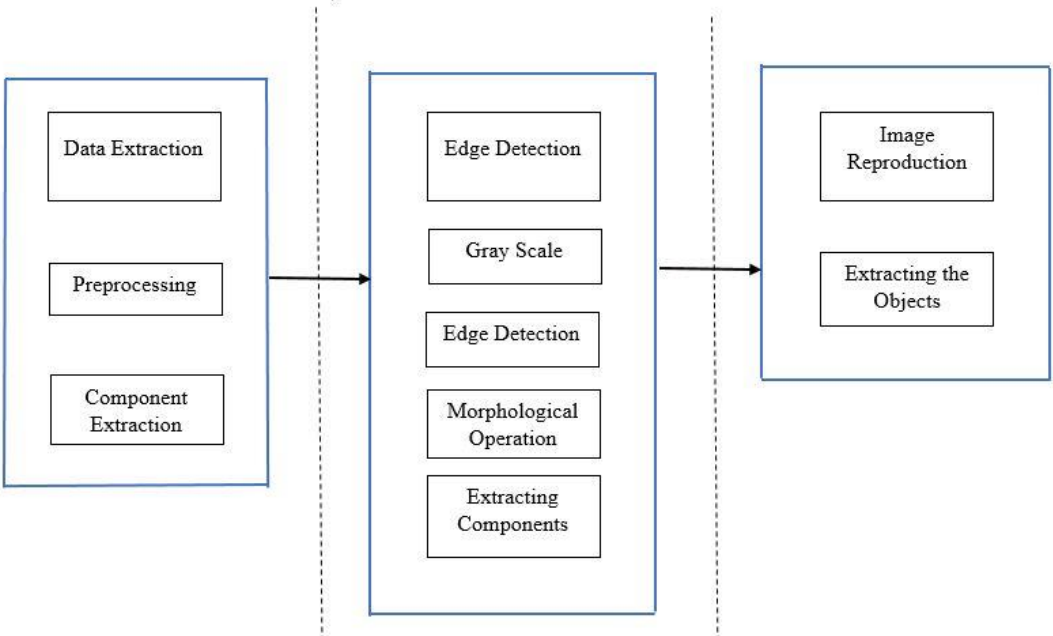 Data Extraction
Preprocessing
Component
Extraction
Edge Detection
Gray Scale
Edge Detection
Morphological
Operation
Extracting
Components
Image
Reproduction
Extracting the
Objects